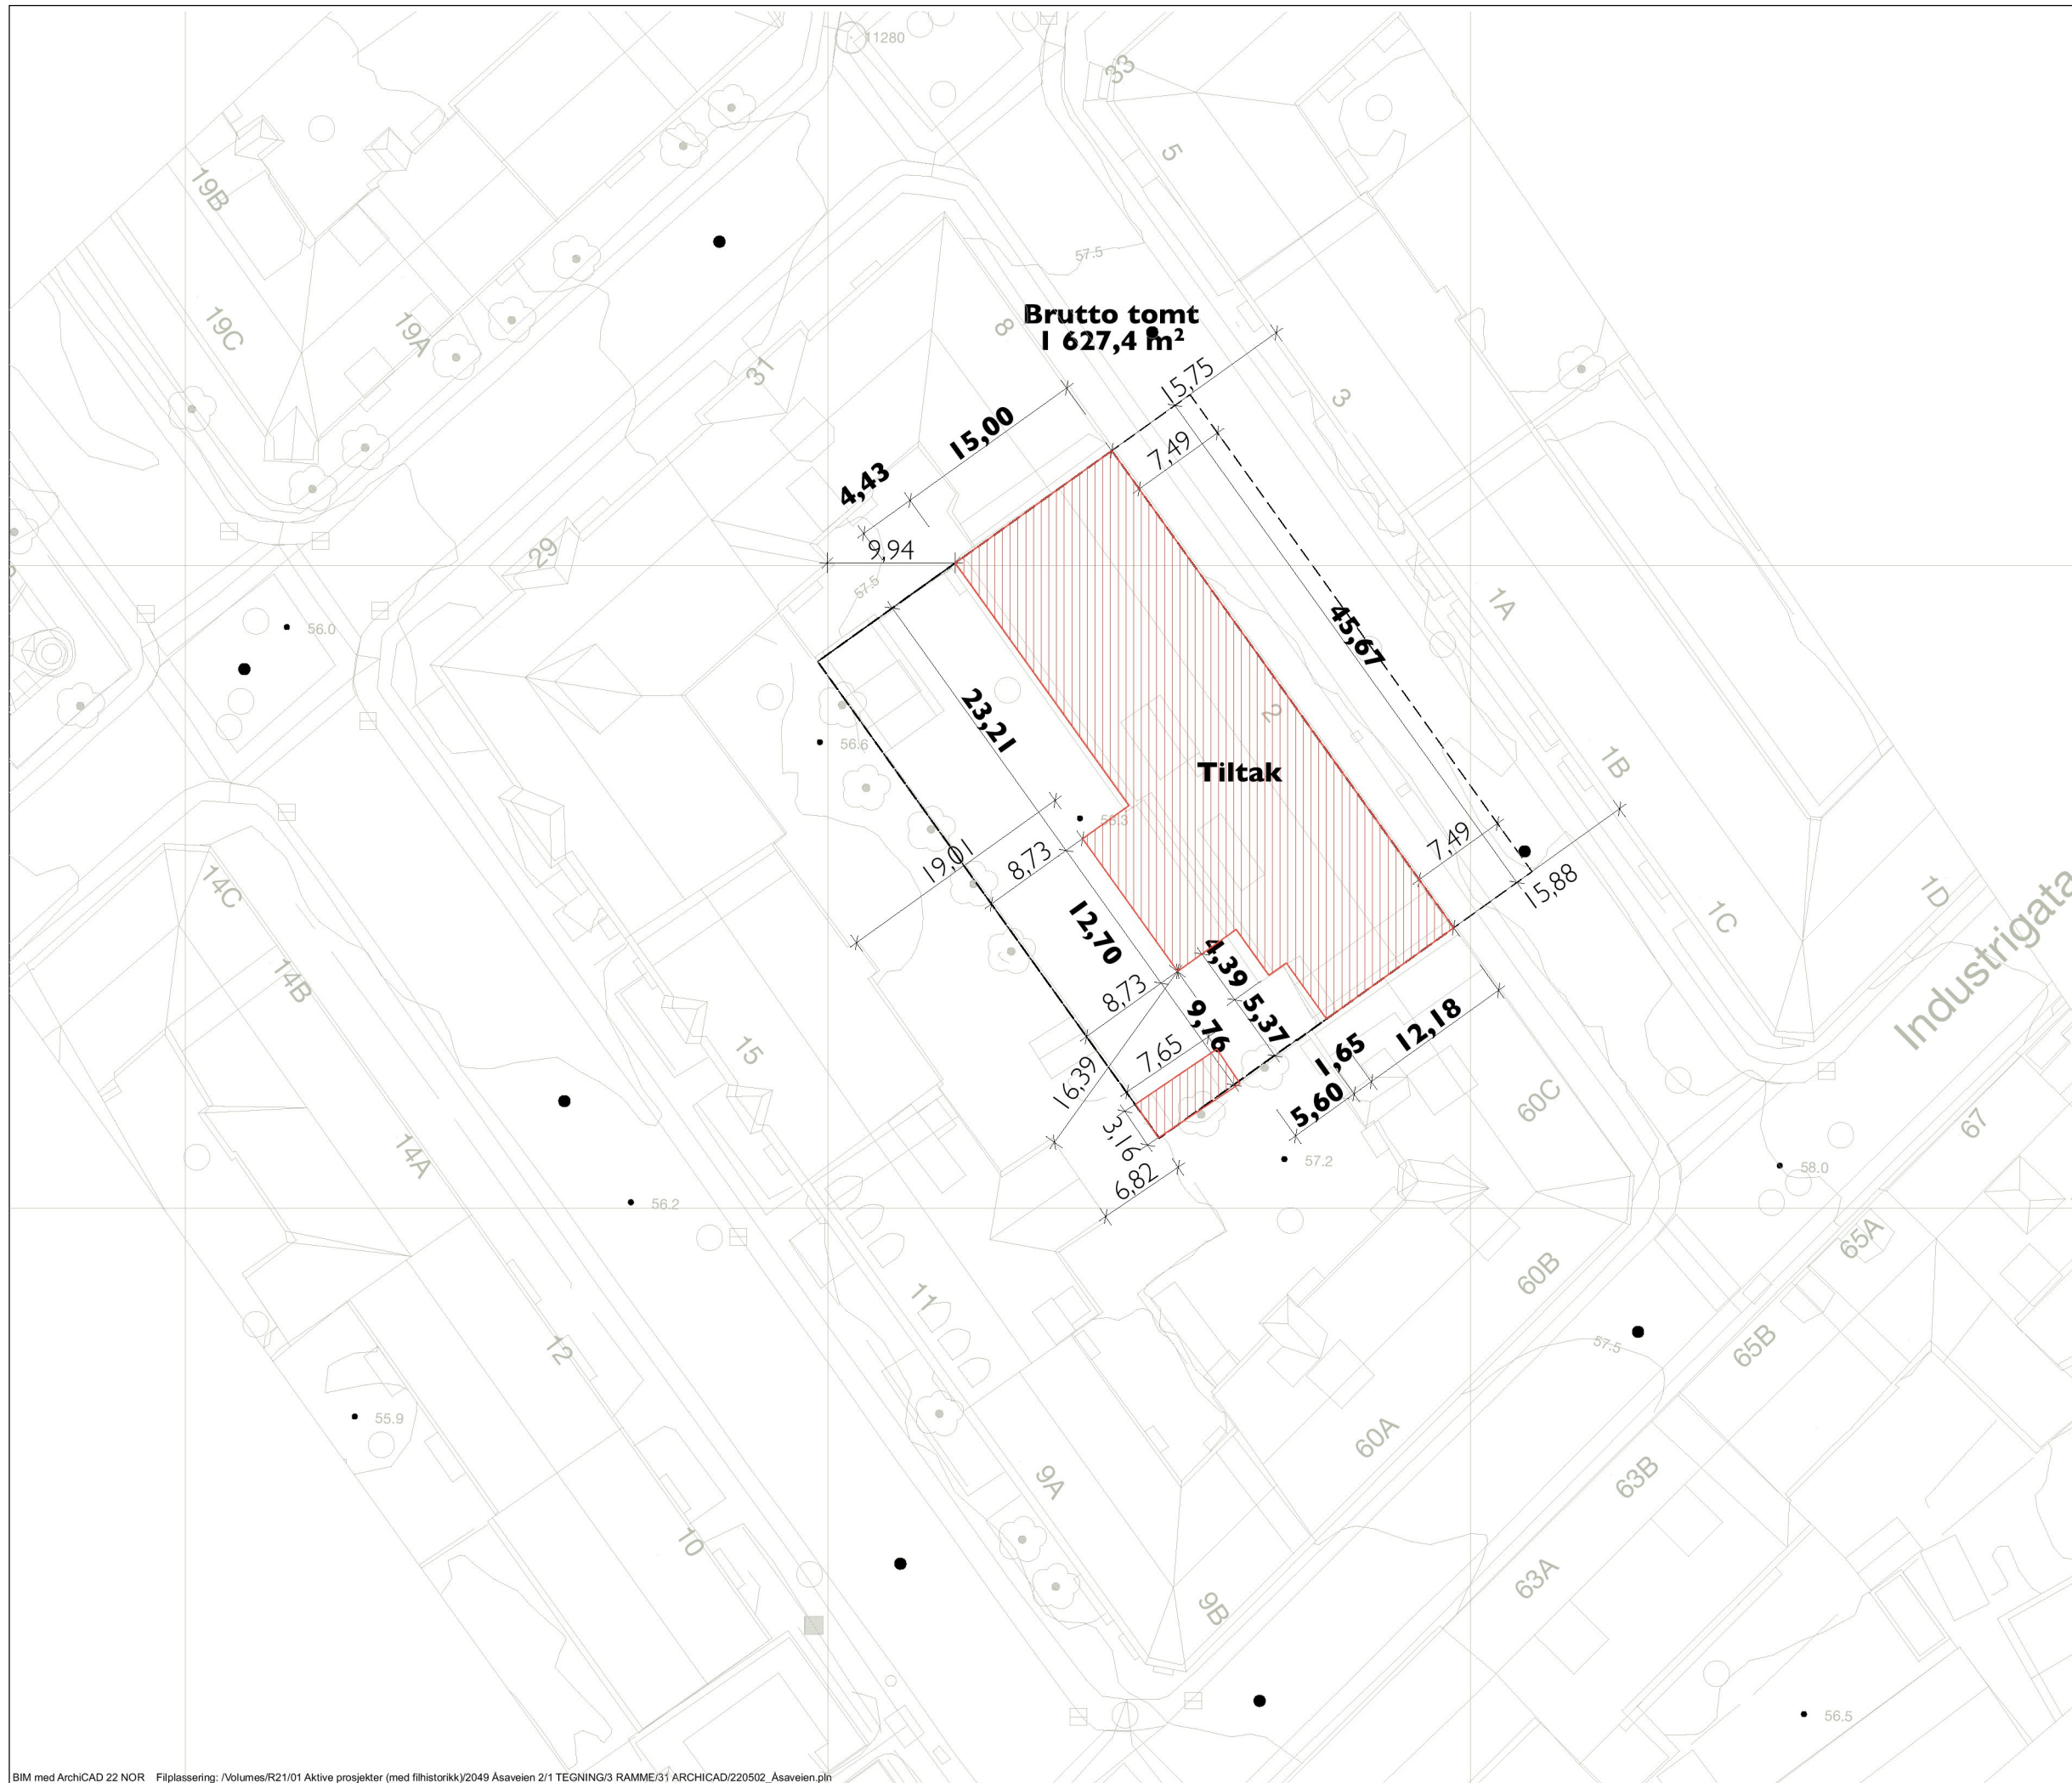 11280
33
5
19B
57.5
19C
19A
8
Brutto tomt
1 627,4 m²
31
15,75
3
15,00
7,49
4,43
9,94
29
57.5
1A
45,67
56.0
23,21
2
56.6
1B
Tiltak
7,49
19,01
8,73
15,88
14C
1D
1C
12,70
4,39
Industrigata
14B
8,73
9,76
5,37
12,18
15
7,65
1,65
16,39
5,60
60C
67
3,16
14A
57.2
58.0
6,82
56.2
65A
11
60B
12
57.5
65B
55.9
60A
9A
63B
10
63A
9B
56.5
BIM med ArchiCAD 22 NOR Filplassering: /Volumes/R21/01 Aktive prosjekter (med filhistorikk)/2049 Åsaveien 2/1 TEGNING/3 RAMME/31 ARCHICAD/220502_Åsaveien.pln